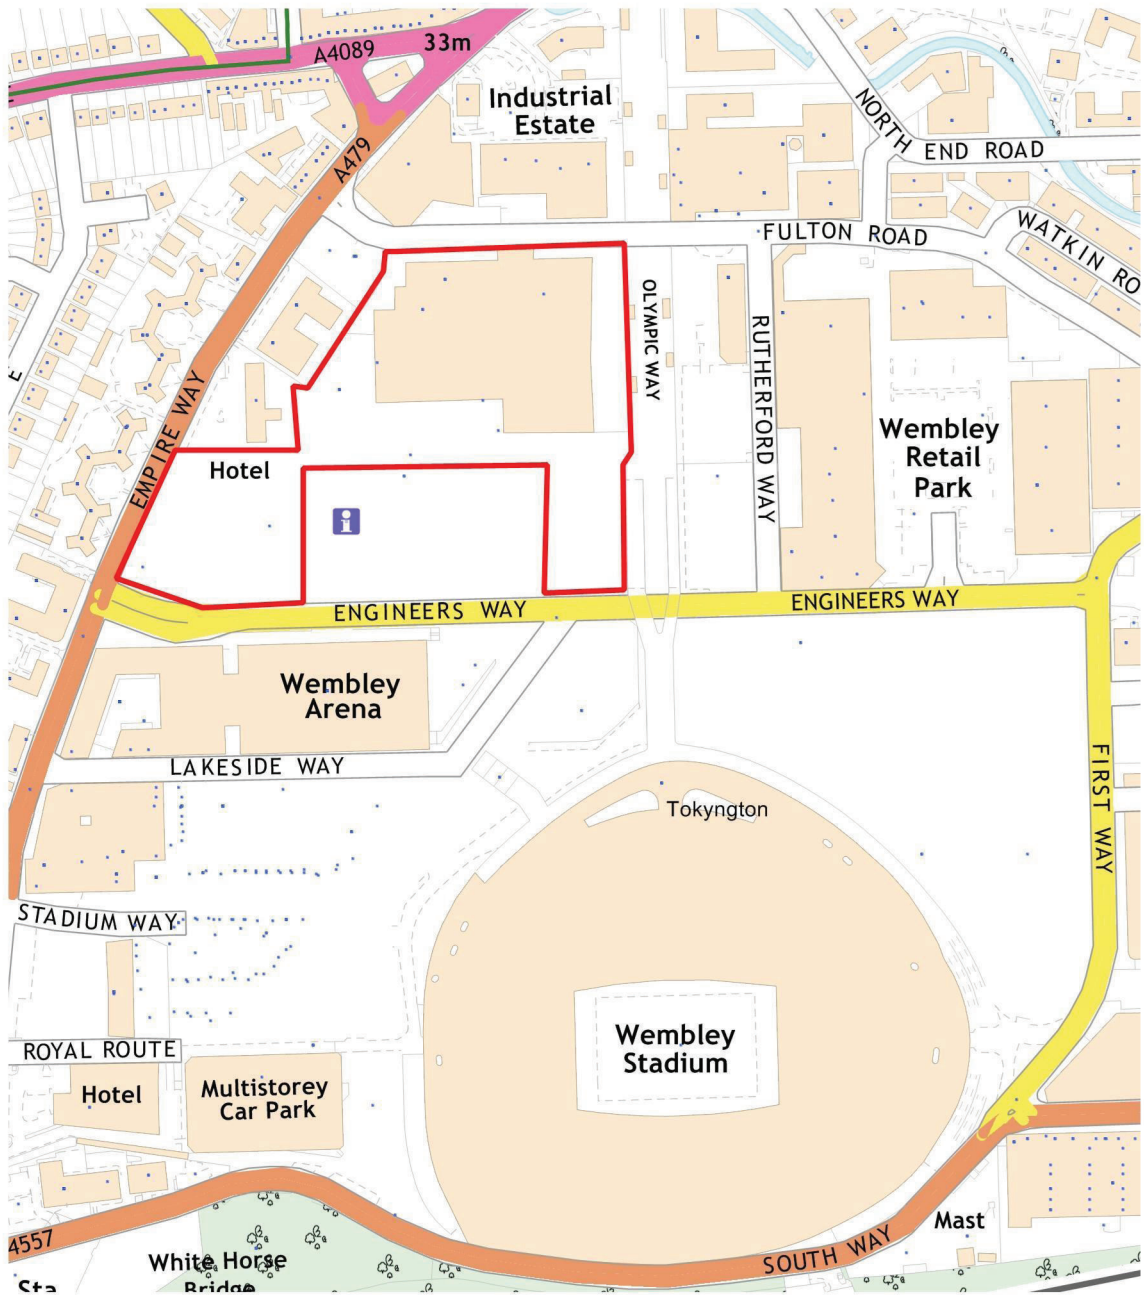 A4089
33m
Industrial
Estate
A479
NORTH
END ROAD
FULTON ROAD
WATKIN RO
OLYMPIC WAY
RUTHERFORD WAY
E
EMPIRE WAY
Hotel
i
Wembley
Retail
Park
ENGINEERS WAY
ENGINEERS WAY
Wembley
Arena
LAKESIDE WAY
FIRST WAY
Tokyngton
STADIUM WAY
Wembley
Stadium
ROYAL ROUTE
Hotel
Multistorey
Car Park
Mast
SOUTH WAY
4557
White Horse
Bridge
Sta